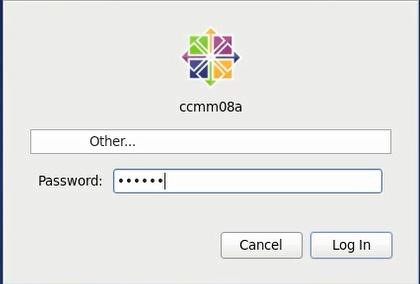 ccmm08a
Other...
Password: ••••••
Cancel Log In